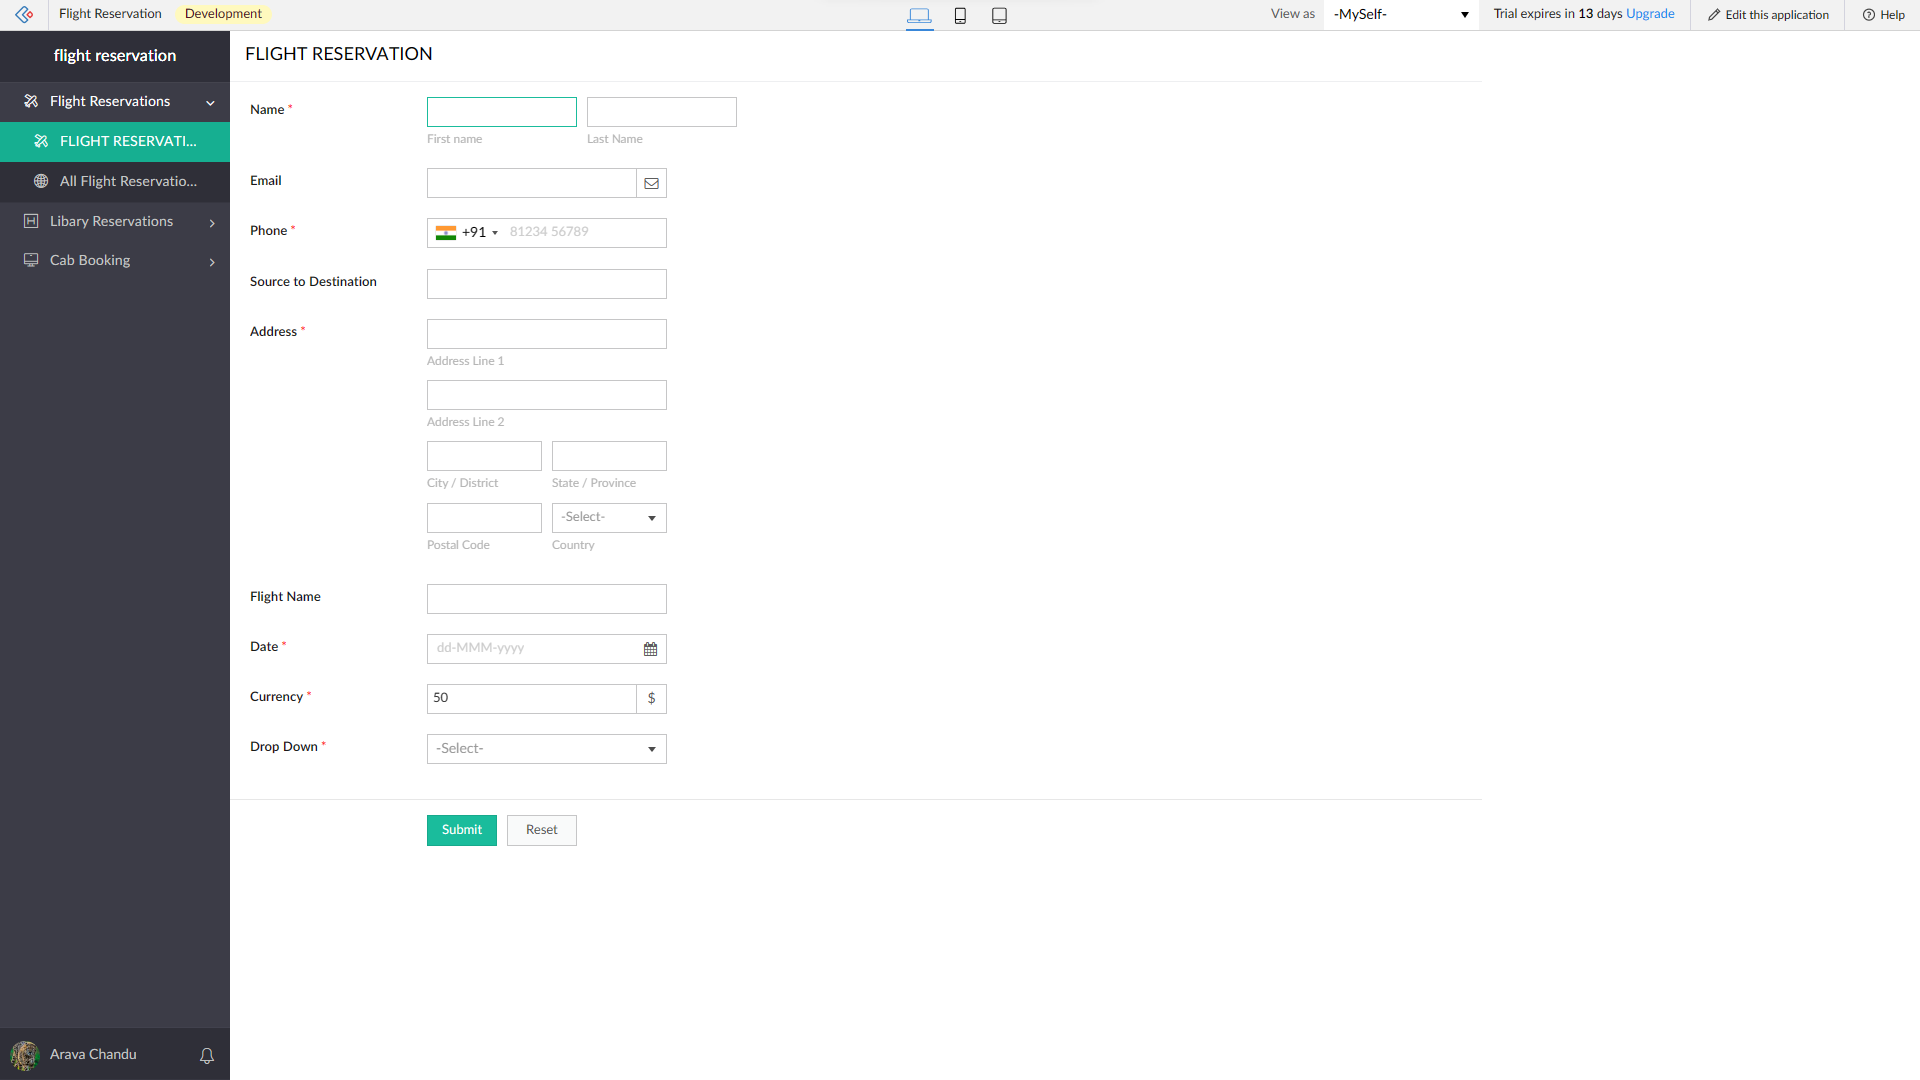 Flight Reservation Development View as -MySelf- Trial expires in 13 days Upgrade Edit this application Help
flight reservation
Flight Reservations
FLIGHT RESERVATI...
All Flight Reservatio...
Libary Reservations
Cab Booking
Arava Chandu
FLIGHT RESERVATION
Name *
First name Last Name
Email
Phone * +91 81234 56789
Source to Destination
Address *
Address Line 1
Address Line 2
City / District State / Province
-Select-
Postal Code Country
Flight Name
Date * dd-MMM-yyyy
Currency * 50 $
Drop Down * -Select-
Submit Reset